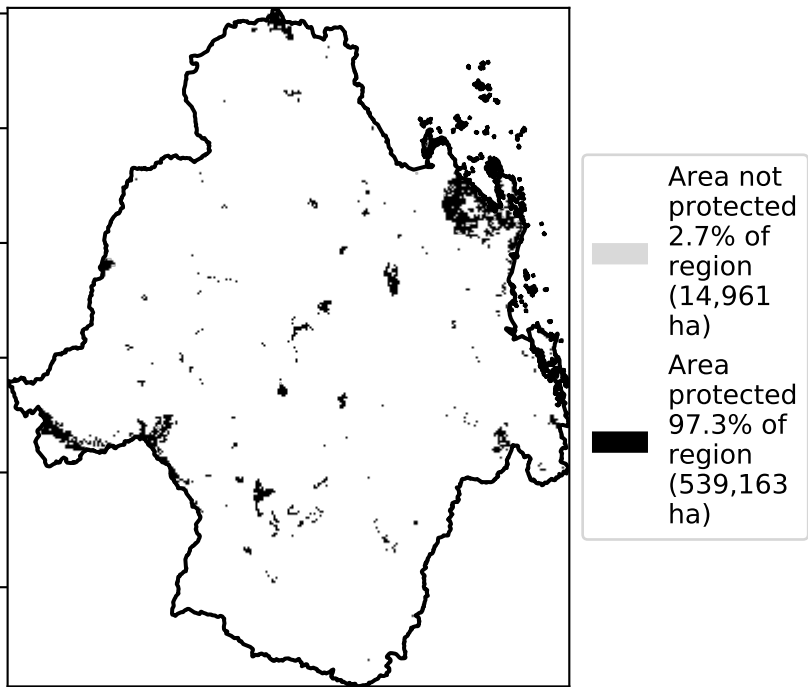 Area not
protected
2.7% of
region
(14,961
ha)
Area
protected
97.3% of
region
(539,163
ha)